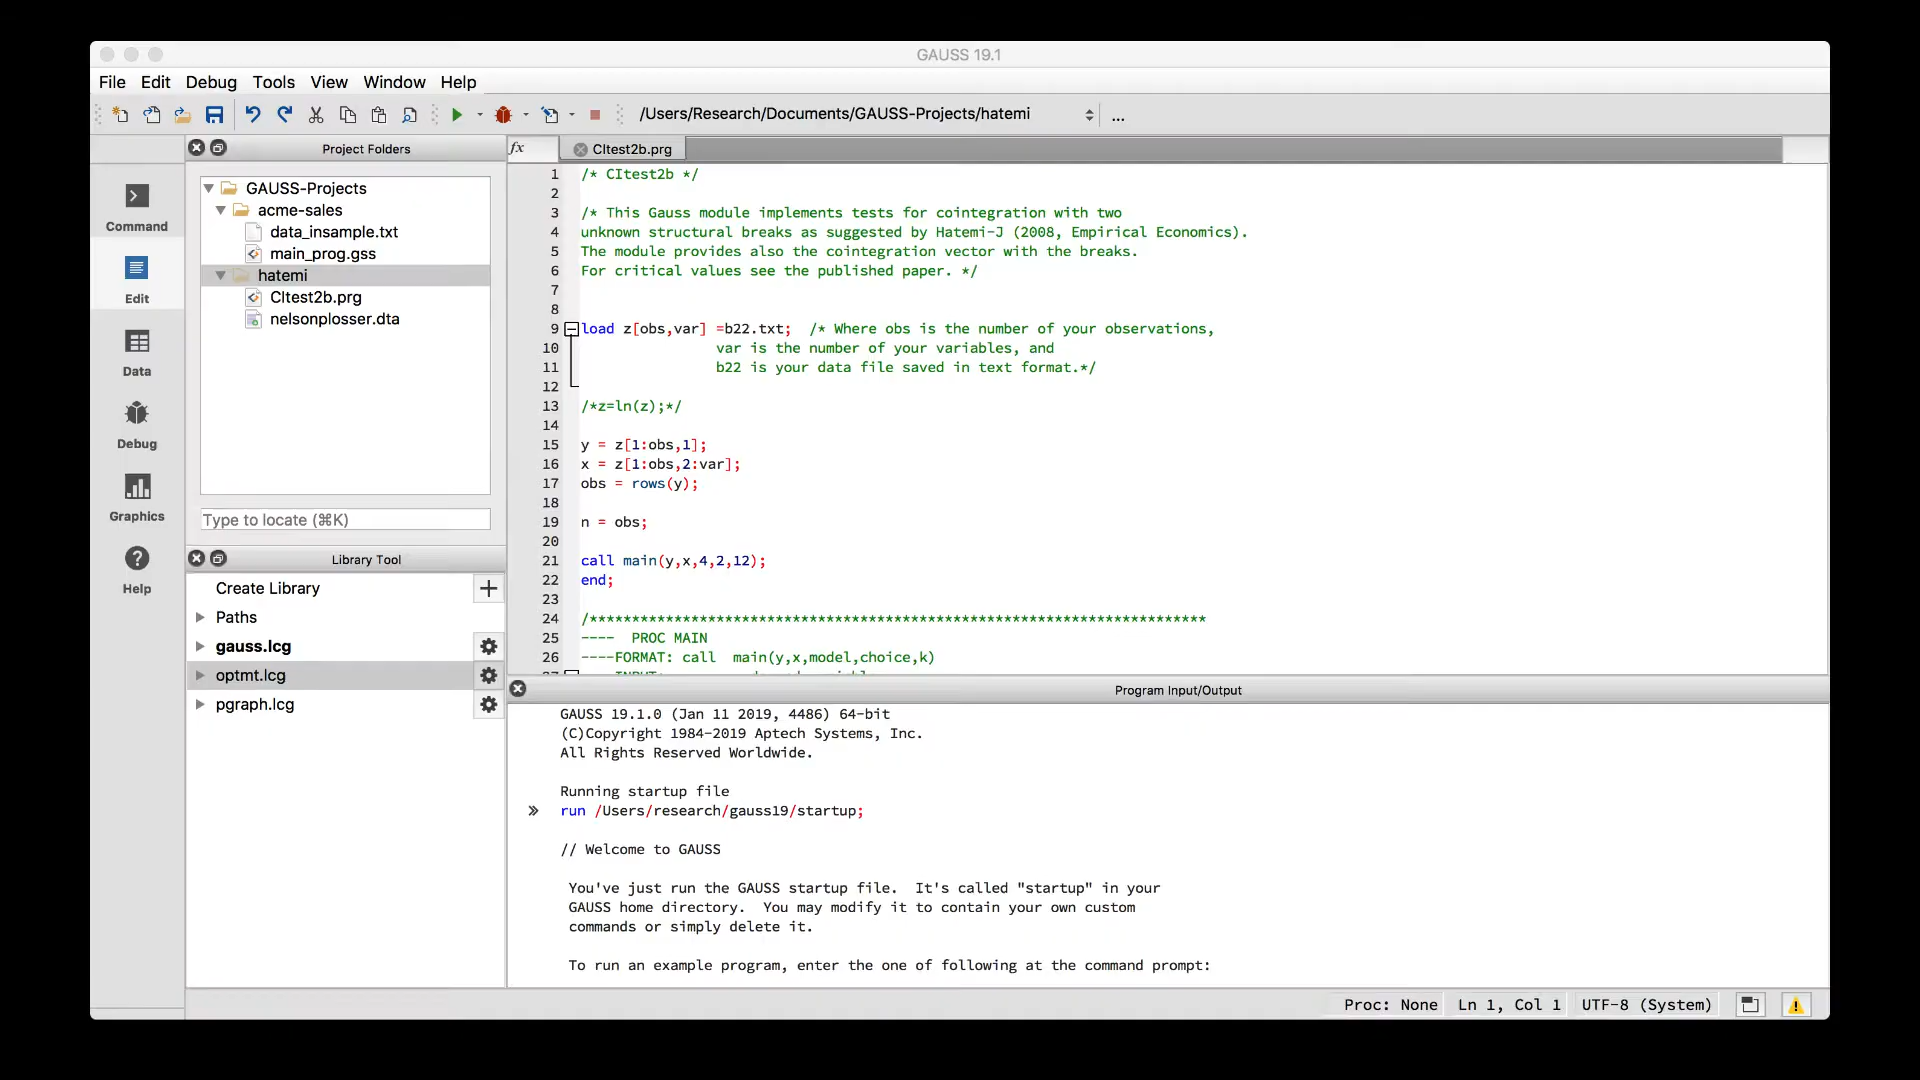 GAUSS 19.1
File Edit Debug Tools View Window Help
/Users/Research/Documents/GAUSS-Projects/hatemi ...
Command
Edit
Data
Debug
Graphics
Help
Project Folders
GAUSS-Projects
acme-sales
data_insample.txt
main_prog.gss
hatemi
CItest2b.prg
nelsonplosser.dta
Type to locate (⌘K)
Library Tool
Create Library
Paths
gauss.lcg
optmt.lcg
pgraph.lcg
fx CItest2b.prg
1 /* CItest2b */
2
3 /* This Gauss module implements tests for cointegration with two
4 unknown structural breaks as suggested by Hatemi-J (2008, Empirical Economics).
5 The module provides also the cointegration vector with the breaks.
6 For critical values see the published paper. */
7
8
9 load z[obs,var] =b22.txt; /* Where obs is the number of your observations,
10 var is the number of your variables, and
11 b22 is your data file saved in text format.*/
12
13 /*z=ln(z);*/
14
15 y = z[1:obs,1];
16 x = z[1:obs,2:var];
17 obs = rows(y);
18
19 n = obs;
20
21 call main(y,x,4,2,12);
22 end;
23
24 /*************************************************************************
25 ---- PROC MAIN
26 ----FORMAT: call main(y,x,model,choice,k)
Program Input/Output
GAUSS 19.1.0 (Jan 11 2019, 4486) 64-bit
(C)Copyright 1984-2019 Aptech Systems, Inc.
All Rights Reserved Worldwide.
Running startup file
» run /Users/research/gauss19/startup;
// Welcome to GAUSS
You've just run the GAUSS startup file. It's called "startup" in your
GAUSS home directory. You may modify it to contain your own custom
commands or simply delete it.
To run an example program, enter the one of following at the command prompt:
Proc: None Ln 1, Col 1 UTF-8 (System)